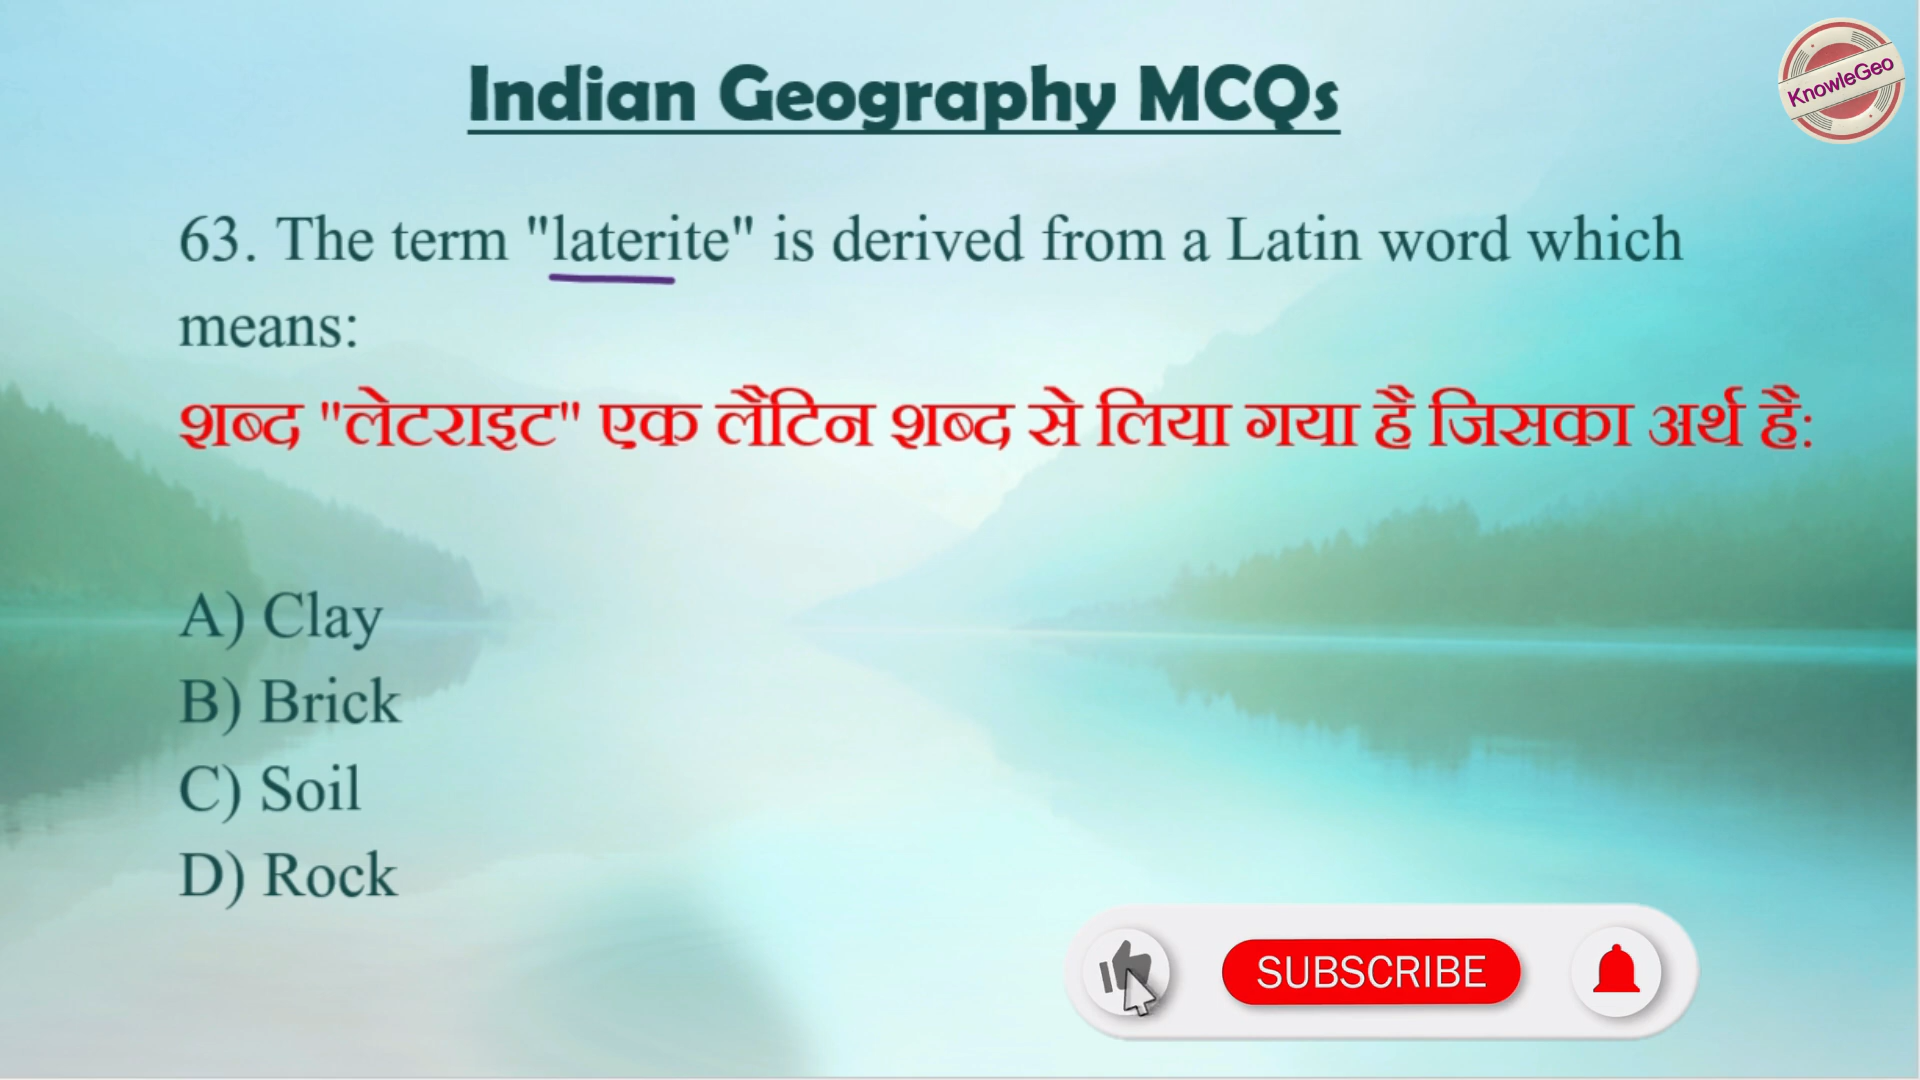 Indian Geography MCQs
KnowleGeo
63. The term "laterite" is derived from a Latin word which
means:
शब्द "लेटराइट" एक लैटिन शब्द से लिया गया है जिसका अर्थ है:
A) Clay
B) Brick
C) Soil
D) Rock
SUBSCRIBE